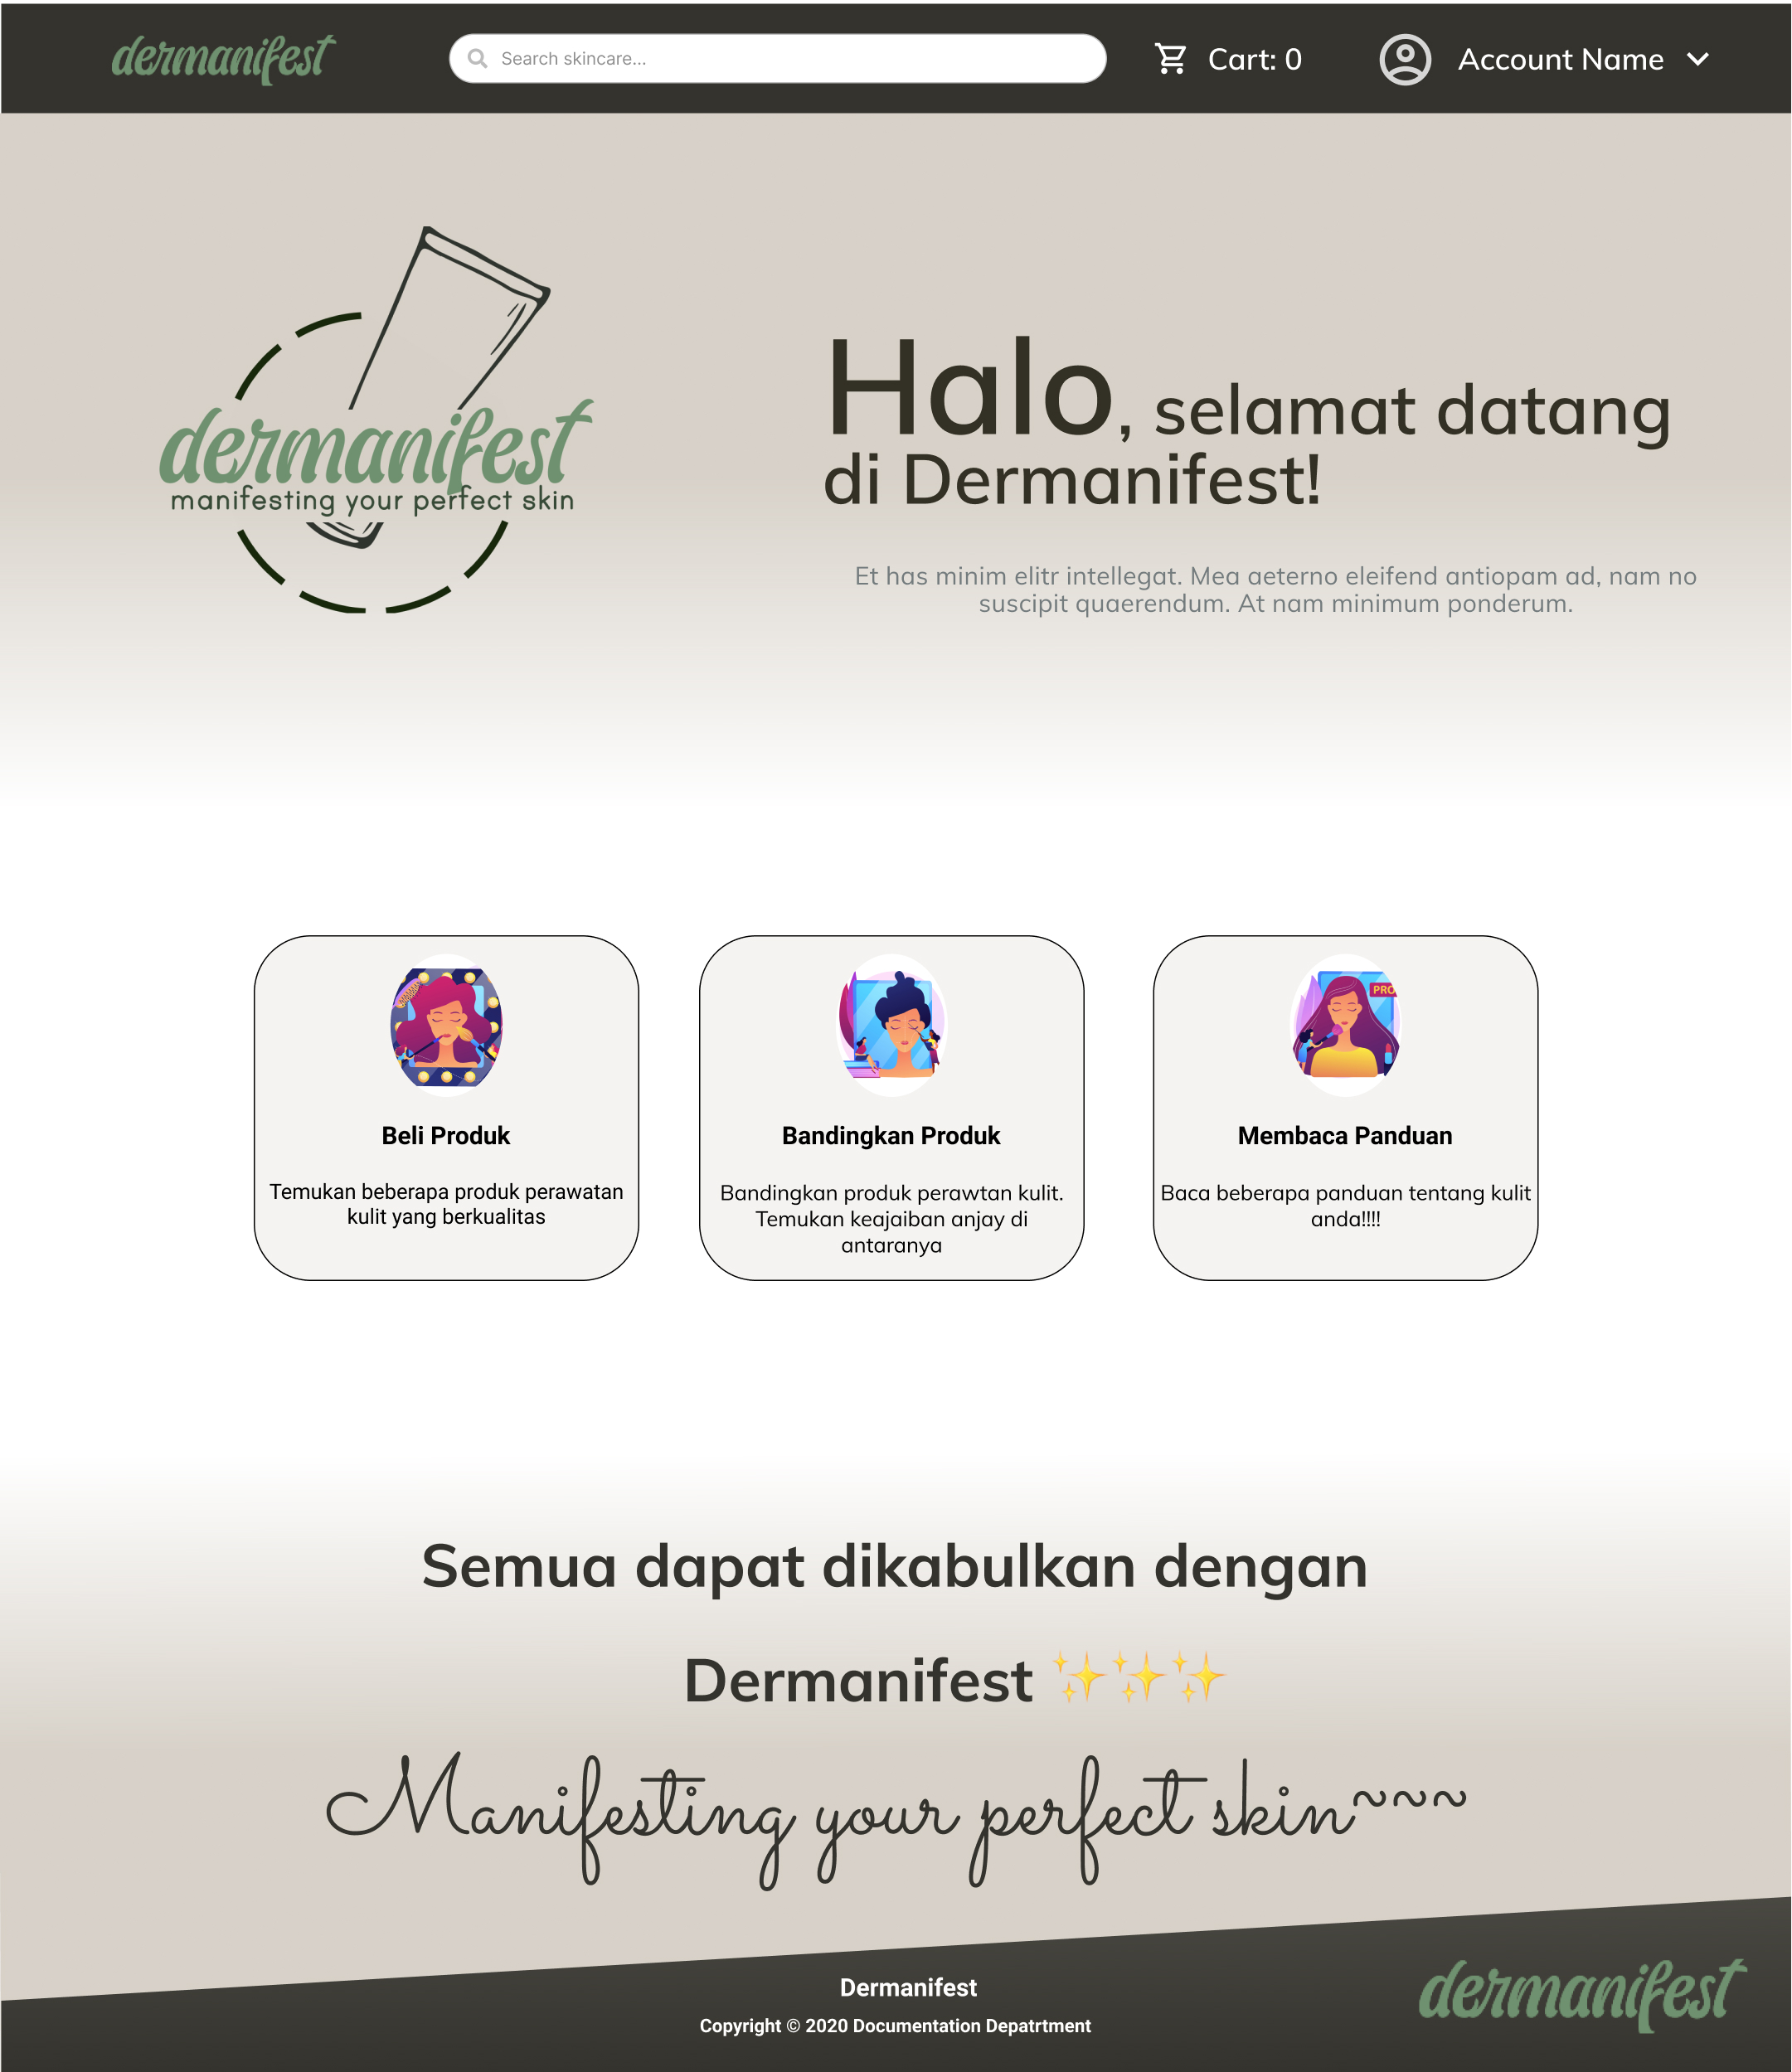 dermanifest
Search skincare...
Cart: 0
Account Name
dermanifest
manifesting your perfect skin
Halo, selamat datang
di Dermanifest!
Et has minim elitr intellegat. Mea aeterno eleifend antiopam ad, nam no
suscipit quaerendum. At nam minimum ponderum.
Beli Produk
Temukan beberapa produk perawatan
kulit yang berkualitas
Bandingkan Produk
Bandingkan produk perawtan kulit.
Temukan keajaiban anjay di
antaranya
PRO
Membaca Panduan
Baca beberapa panduan tentang kulit
anda!!!!
Semua dapat dikabulkan dengan
Dermanifest ✨✨✨
Manifesting your perfect skin~~~
Dermanifest
Copyright © 2020 Documentation Depatrtment
dermanifest